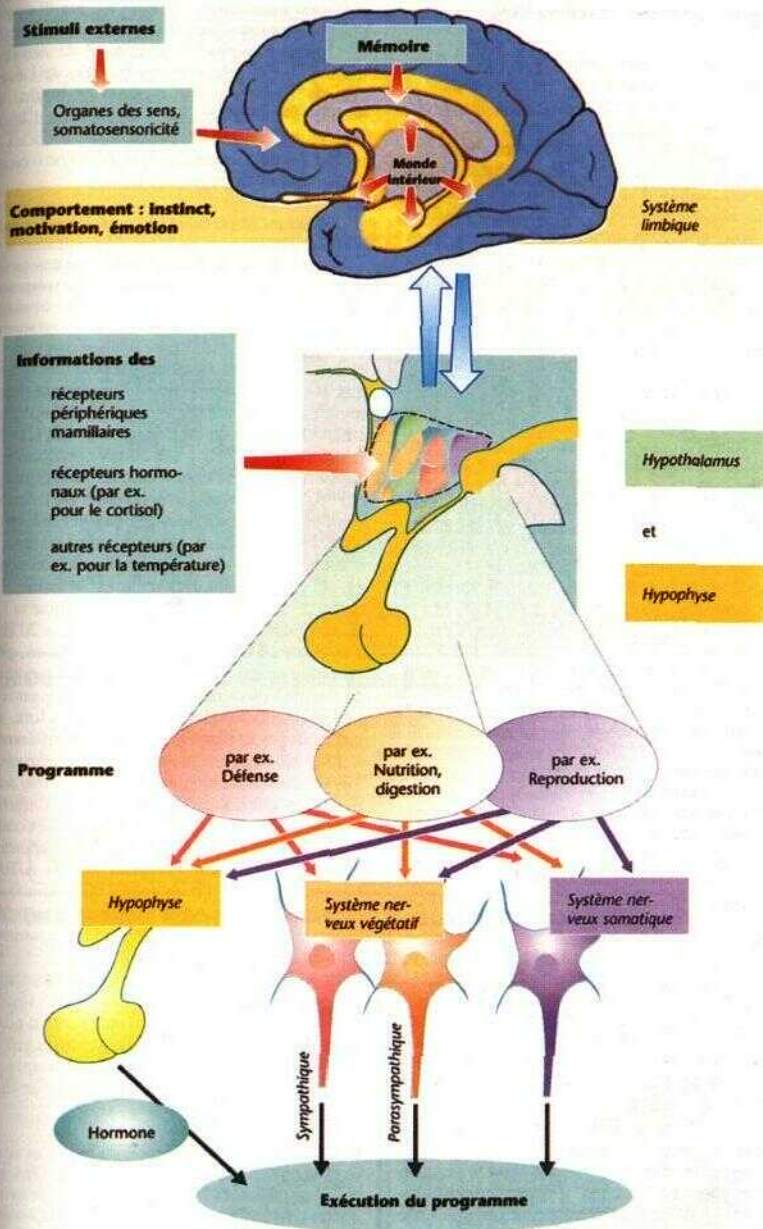 Stimuli externes
Mémoire
Organes des sens,
somatosensoricité
Monde
intérieur
Comportement : instinct,
motivation, émotion
Système
limbique
Informations des
récepteurs
périphériques
mamillaires
récepteurs hormo-
naux (par ex.
pour le cortisol)
autres récepteurs (par
ex. pour la température)
Hypothalamus
et
Hypophyse
Programme
par ex.
Défense
par ex.
Nutrition,
digestion
par ex.
Reproduction
Hypophyse
Système ner-
veux végétatif
Système ner-
veux somatique
Sympathique
Parasympathique
Hormone
Exécution du programme